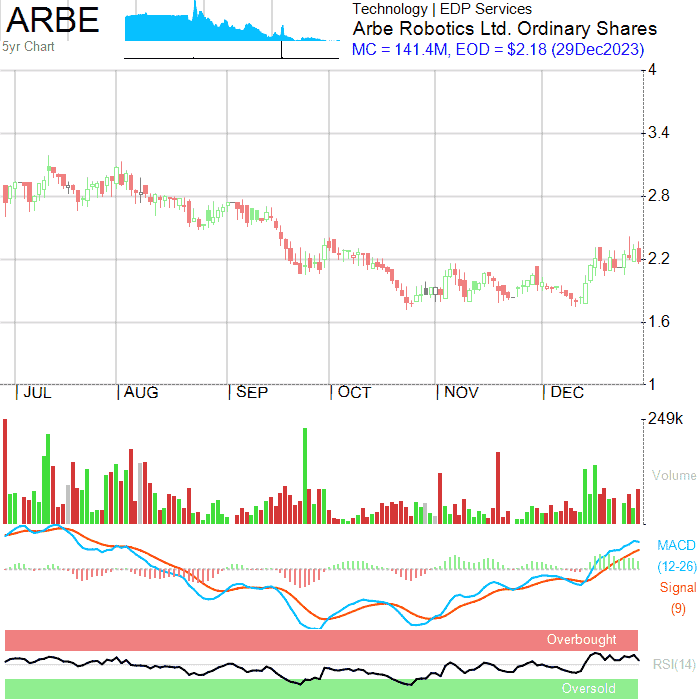 ARBE
5yr Chart
Technology | EDP Services
Arbe Robotics Ltd. Ordinary Shares
MC = 141.4M, EOD = $2.18 (29Dec2023)
4
3.4
2.8
2.2
1.6
1
JUL AUG SEP OCT NOV DEC
249k
Volume
MACD
(12-26)
Signal
(9)
Overbought
RSI(14)
Oversold